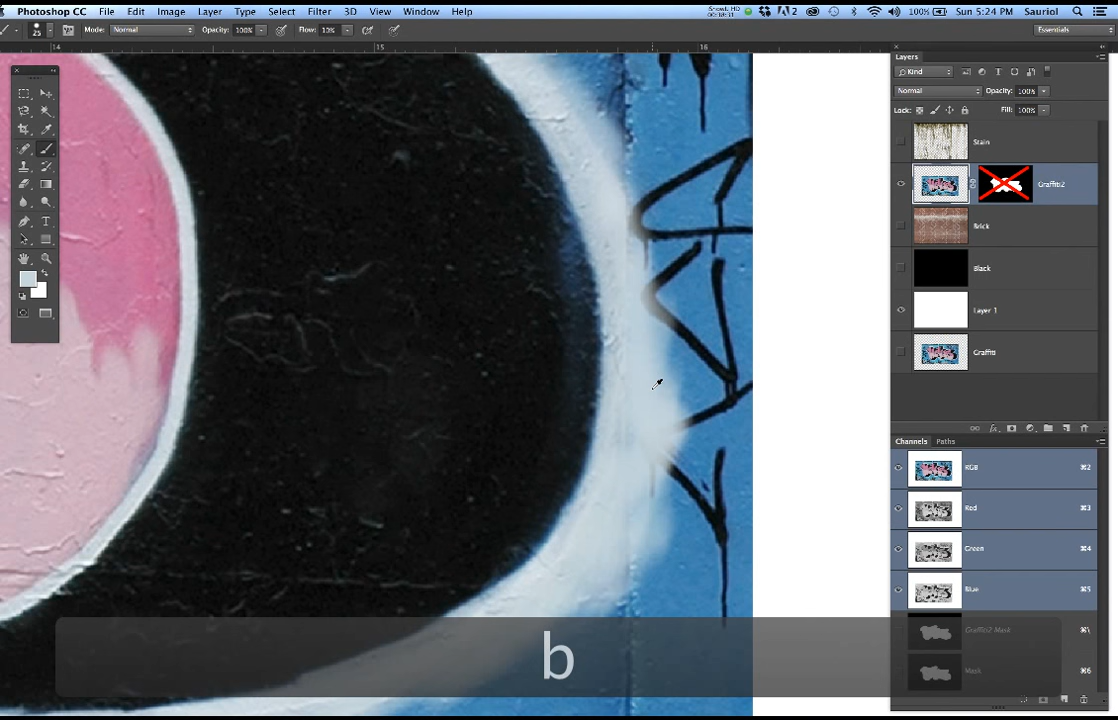 Photoshop CC File Edit Image Layer Type Select Filter 3D View Window Help 2 100% Sun 5:24 PM Sauriol
25 Mode: Normal Opacity: 100% Flow: 10% Essentials
14 15 16
Layers
Kind
Normal Opacity: 100%
Lock: Fill: 100%
Stain
Graffiti2
Brick
Black
Layer 1
Graffiti
Channels Paths
RGB ⌘2
Red ⌘3
Green ⌘4
Blue ⌘5
Graffiti2 Mask ⌘\
Mask ⌘6
b